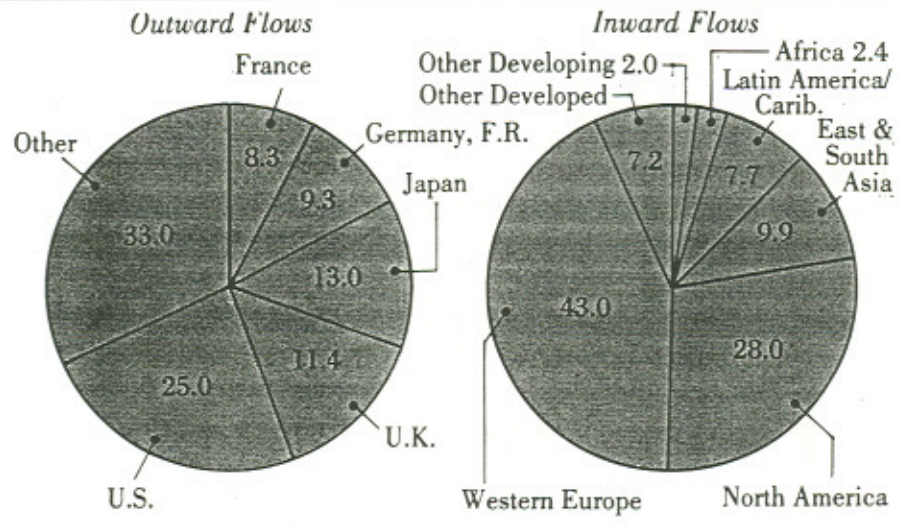 Outward Flows
France
Germany, F.R.
Other
Japan
8.3
9.3
33.0
13.0
11.4
25.0
U.K.
U.S.
Inward Flows
Africa 2.4
Other Developing 2.0
Latin America/
Carib.
Other Developed
East &
South
Asia
7.2
7.7
9.9
43.0
28.0
Western Europe
North America